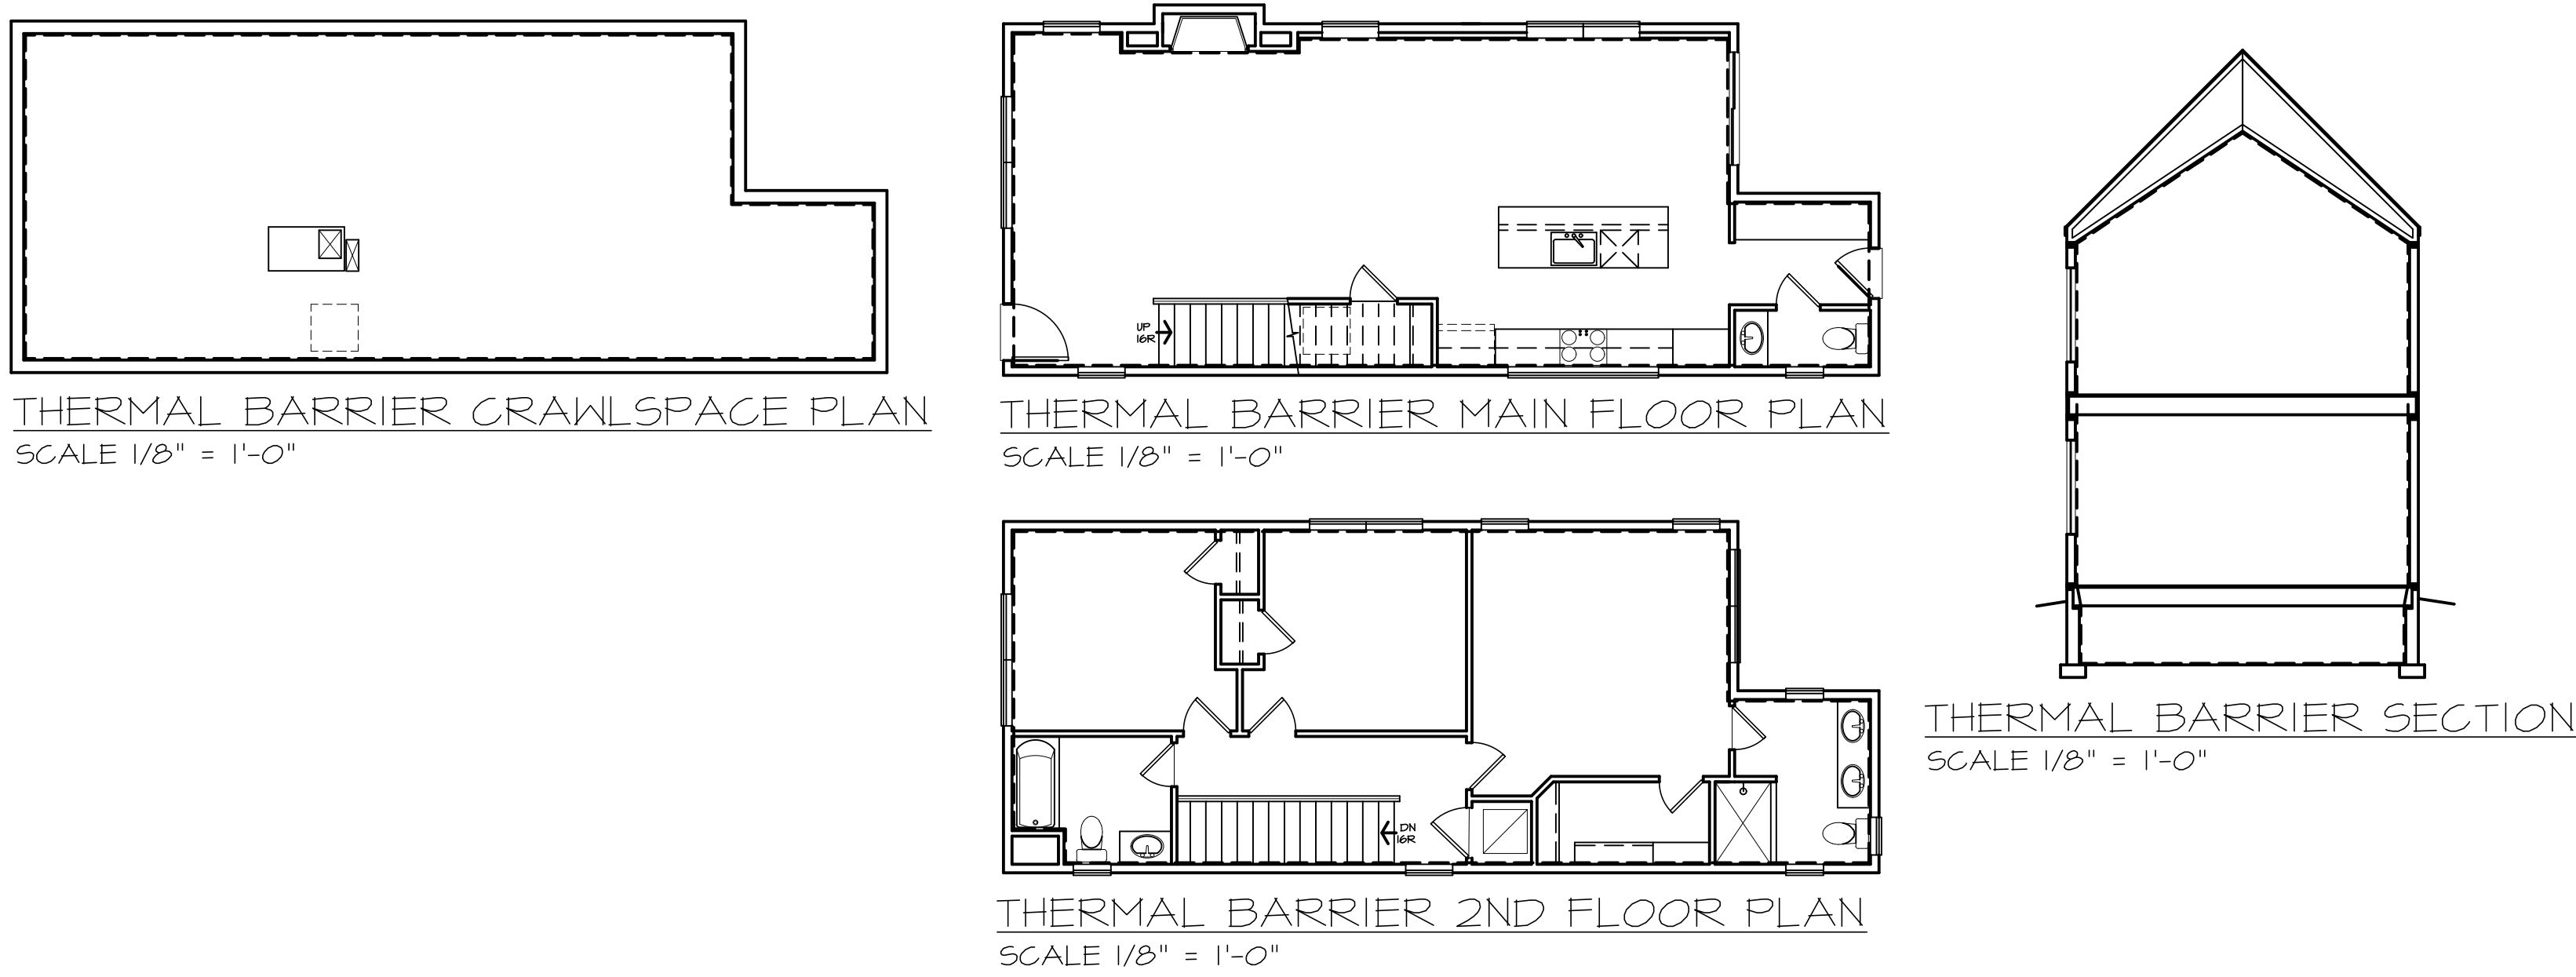 THERMAL BARRIER CRAWLSPACE PLAN
SCALE 1/8" = 1'-0"
UP
16R
THERMAL BARRIER MAIN FLOOR PLAN
SCALE 1/8" = 1'-0"
DN
16R
THERMAL BARRIER 2ND FLOOR PLAN
SCALE 1/8" = 1'-0"
THERMAL BARRIER SECTION
SCALE 1/8" = 1'-0"